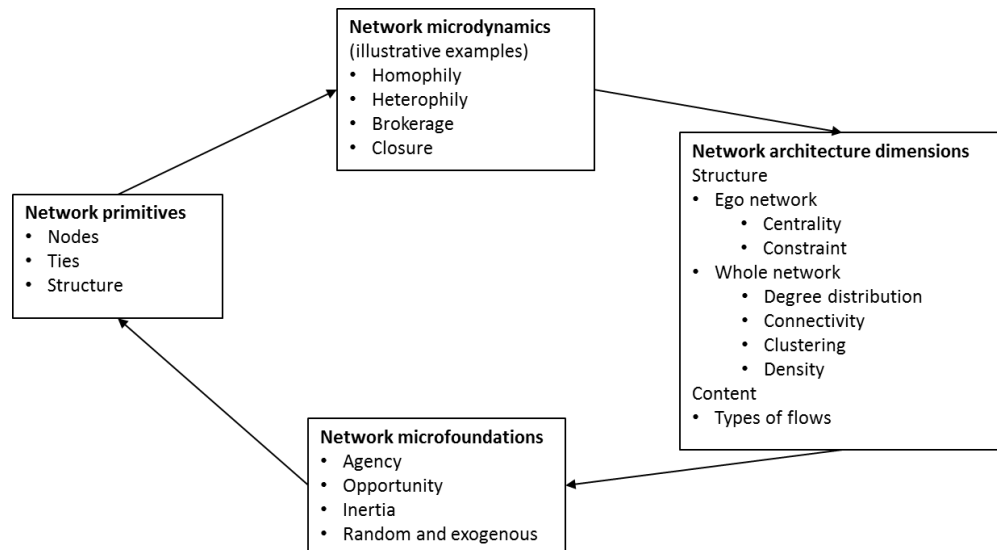 Network microdynamics
(illustrative examples)
• Homophily
• Heterophily
• Brokerage
• Closure
Network architecture dimensions
Structure
• Ego network
• Centrality
• Constraint
• Whole network
• Degree distribution
• Connectivity
• Clustering
• Density
Content
• Types of flows
Network primitives
• Nodes
• Ties
• Structure
Network microfoundations
• Agency
• Opportunity
• Inertia
• Random and exogenous